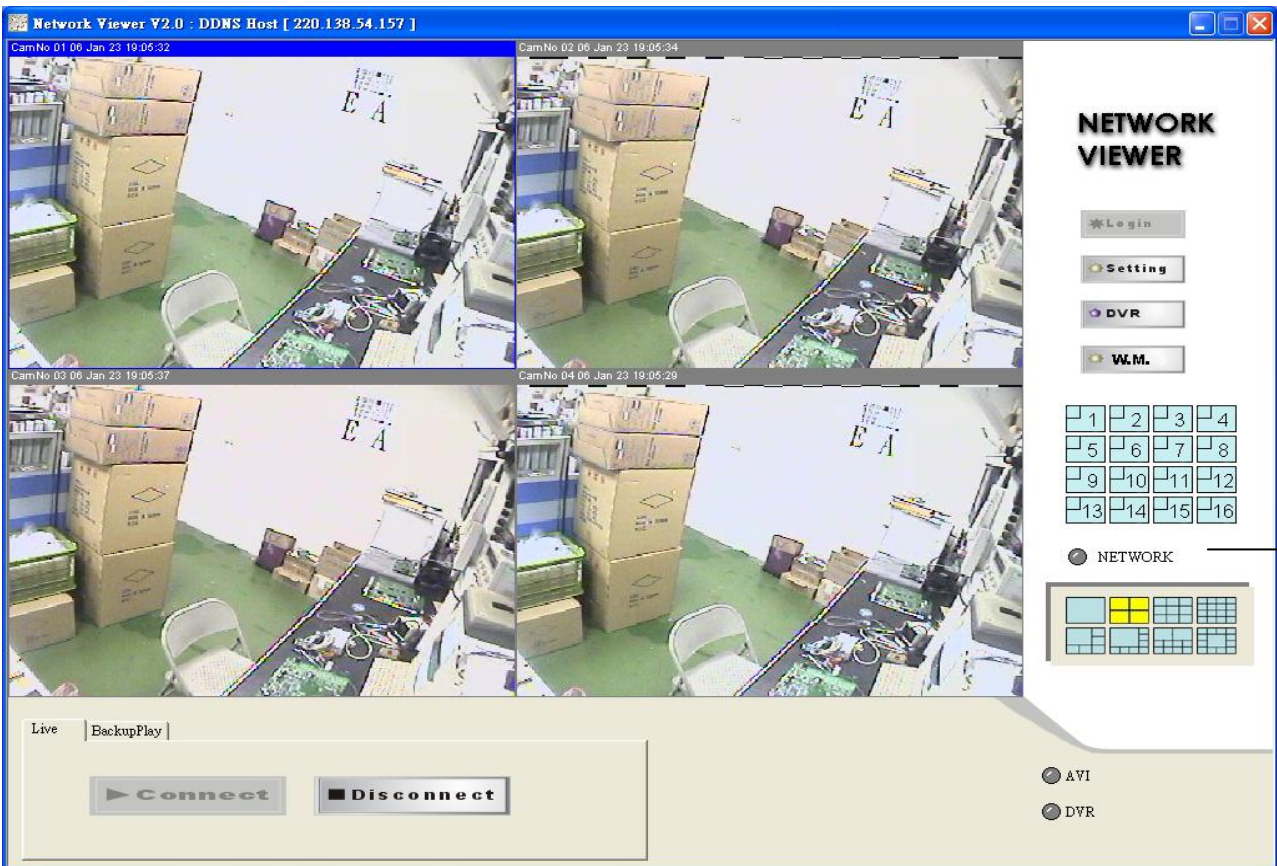 Network Viewer V2.0 : DDNS Host [ 220.138.54.157 ]
CamNo 01 06 Jan 23 19:05:32
CamNo 02 06 Jan 23 19:05:34
E A
E A
CamNo 03 06 Jan 23 19:05:37
CamNo 04 06 Jan 23 19:05:29
E A
E A
NETWORK
VIEWER
Login
Setting
DVR
W.M.
1 2 3 4
5 6 7 8
9 10 11 12
13 14 15 16
NETWORK
Live BackupPlay
Connect Disconnect
AVI
DVR